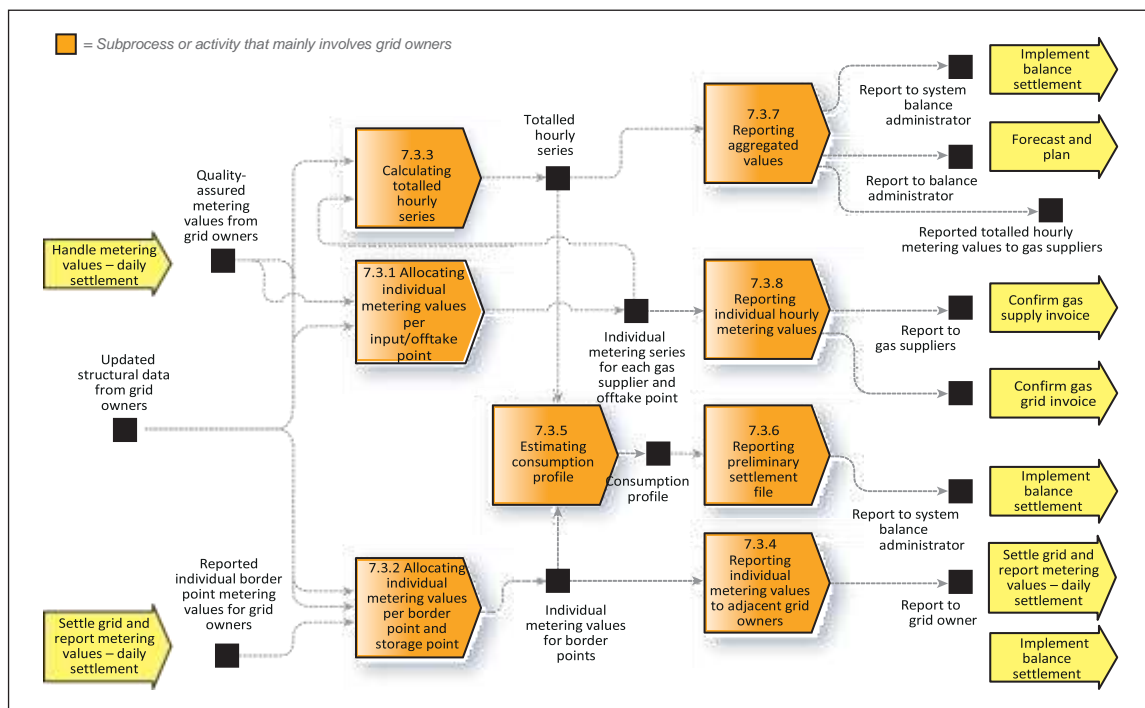 = Subprocess or activity that mainly involves grid owners
Handle metering
values – daily
settlement
Settle grid and
report metering
values – daily
settlement
Quality-
assured
metering
values from
grid owners
Updated
structural data
from grid
owners
Reported
individual border
point metering
values for grid
owners
7.3.3
Calculating
totalled
hourly
series
7.3.1 Allocating
individual
metering values
per
input/offtake
point
7.3.2 Allocating
individual
metering values
per border
point and
storage point
Totalled
hourly
series
Individual
metering series
for each gas
supplier and
offtake point
7.3.5
Estimating
consumption
profile
Consumption
profile
Individual
metering values
for border
points
7.3.7
Reporting
aggregated
values
7.3.8
Reporting
individual hourly
metering values
7.3.6
Reporting
preliminary
settlement
file
7.3.4
Reporting
individual
metering values
to adjacent grid
owners
Report to system
balance
administrator
Report to balance
administrator
Reported totalled hourly
metering values to gas suppliers
Report to
gas suppliers
Report to system
balance
administrator
Report to
grid owner
Implement
balance
settlement
Forecast and
plan
Confirm gas
supply invoice
Confirm gas
grid invoice
Implement
balance
settlement
Settle grid and
report metering
values – daily
settlement
Implement
balance
settlement